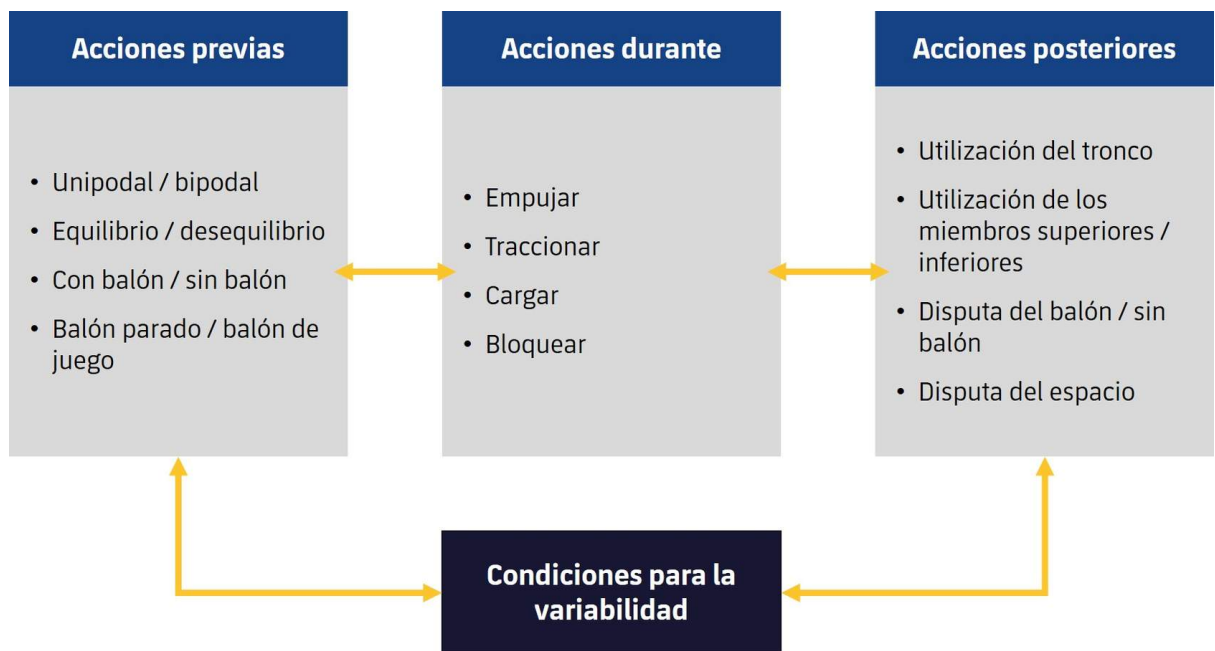 Acciones previas
• Unipodal / bipodal
• Equilibrio / desequilibrio
• Con balón / sin balón
• Balón parado / balón de
juego
Acciones durante
• Empujar
• Traccionar
• Cargar
• Bloquear
Acciones posteriores
• Utilización del tronco
• Utilización de los
miembros superiores /
inferiores
• Disputa del balón / sin
balón
• Disputa del espacio
Condiciones para la
variabilidad